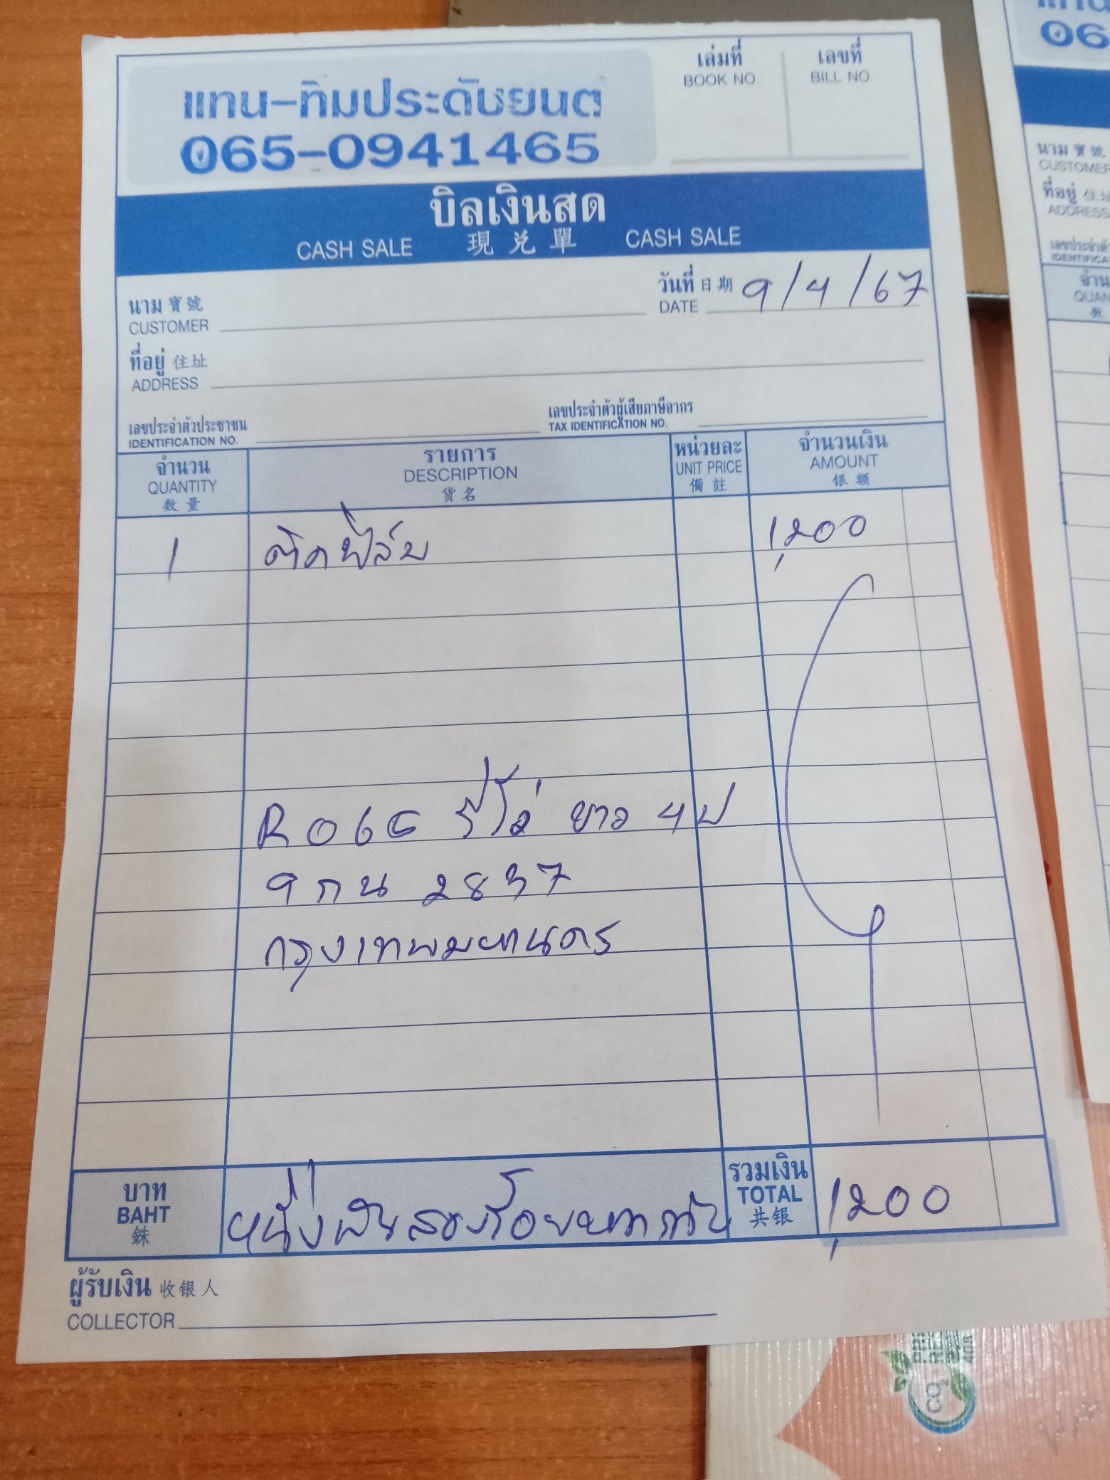 แทน-ทิมประดับยนต์
065-0941465
เล่มที่
BOOK NO.
เลขที่
BILL NO.
บิลเงินสด
CASH SALE 現兑單 CASH SALE
วันที่ 日期 9/4/67
DATE
นาม 寶號
CUSTOMER
ที่อยู่ 住址
ADDRESS
เลขประจำตัวประชาชน
IDENTIFICATION NO.
เลขประจำตัวผู้เสียภาษีอากร
TAX IDENTIFICATION NO.
จำนวน
QUANTITY
数量
รายการ
DESCRIPTION
貨名
หน่วยละ
UNIT PRICE
備註
จำนวนเงิน
AMOUNT
银额
1 ติดฟิล์ม 1,200
รีโว่ ขาว 4ป
9กน 2837
กรุงเทพมหานคร
บาท
BAHT
銖
หนึ่งพันสองร้อยบาทถ้วน
รวมเงิน
TOTAL
共银
1,200
ผู้รับเงิน 收银人
COLLECTOR
CO2